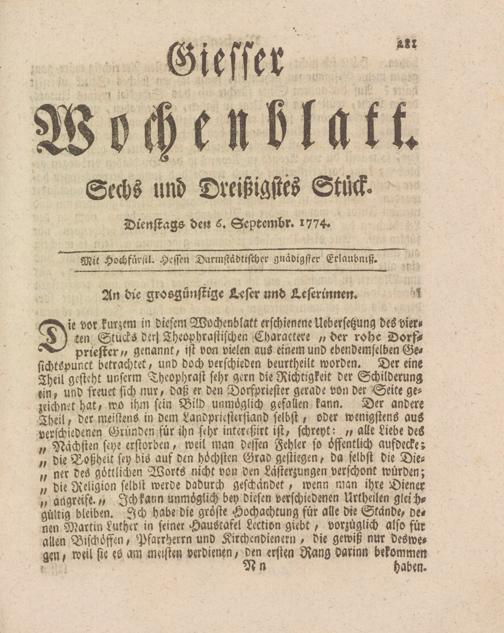 281
Giesser
Wochenblatt.
Sechs und Dreißigstes Stück.
Dienstags den 6. Septembr. 1774.
Mit Hochfürstl. Hessen Darmstädtischer gnädigster Erlaubniß.
An die grosgünstige Leser und Leserinnen.
Die vor kurzem in diesem Wochenblatt erschienene Uebersetzung des vier-
ten Stücks der Theophrastischen Charactere „ der rohe Dorf-
priester „ genannt, ist von vielen aus einem und ebendemselben Ge-
sichtspunct betrachtet, und doch verschieden beurtheilt worden. Der eine
Theil gesteht unserm Theophrast sehr gern die Richtigkeit der Schilderung
ein, und freuet sich nur, daß er den Dorfpriester gerade von der Seite ge-
zeichnet hat, wo ihm sein Bild unmöglich gefallen kann. Der andere
Theil, der meistens in dem Landpriesterstand selbst, oder wenigstens aus
verschiedenen Gründen für ihn sehr interessirt ist, schreyt: „ alle Liebe des
„ Nächsten seye erstorben, weil man dessen Fehler so öffentlich aufdecke;
„ die Boßheit sey bis auf den höchsten Grad gestiegen, da selbst die Die-
„ ner des göttlichen Worts nicht von den Lästerzungen verschont würden;
„ die Religion selbst werde dadurch geschändet, wenn man ihre Diener
„ angreife. „ Ich kann unmöglich bey diesen verschiedenen Urtheilen gleich-
gültig bleiben. Ich habe die gröste Hochachtung für alle die Stände, de-
nen Martin Luther in seiner Haustafel Lection giebt, vorzüglich also für
allen Bischöffen, Pfarrherrn und Kirchendienern, die gewiß nur deswe-
gen, weil sie es am meisten verdienen, den ersten Rang darinn bekommen
N n haben.